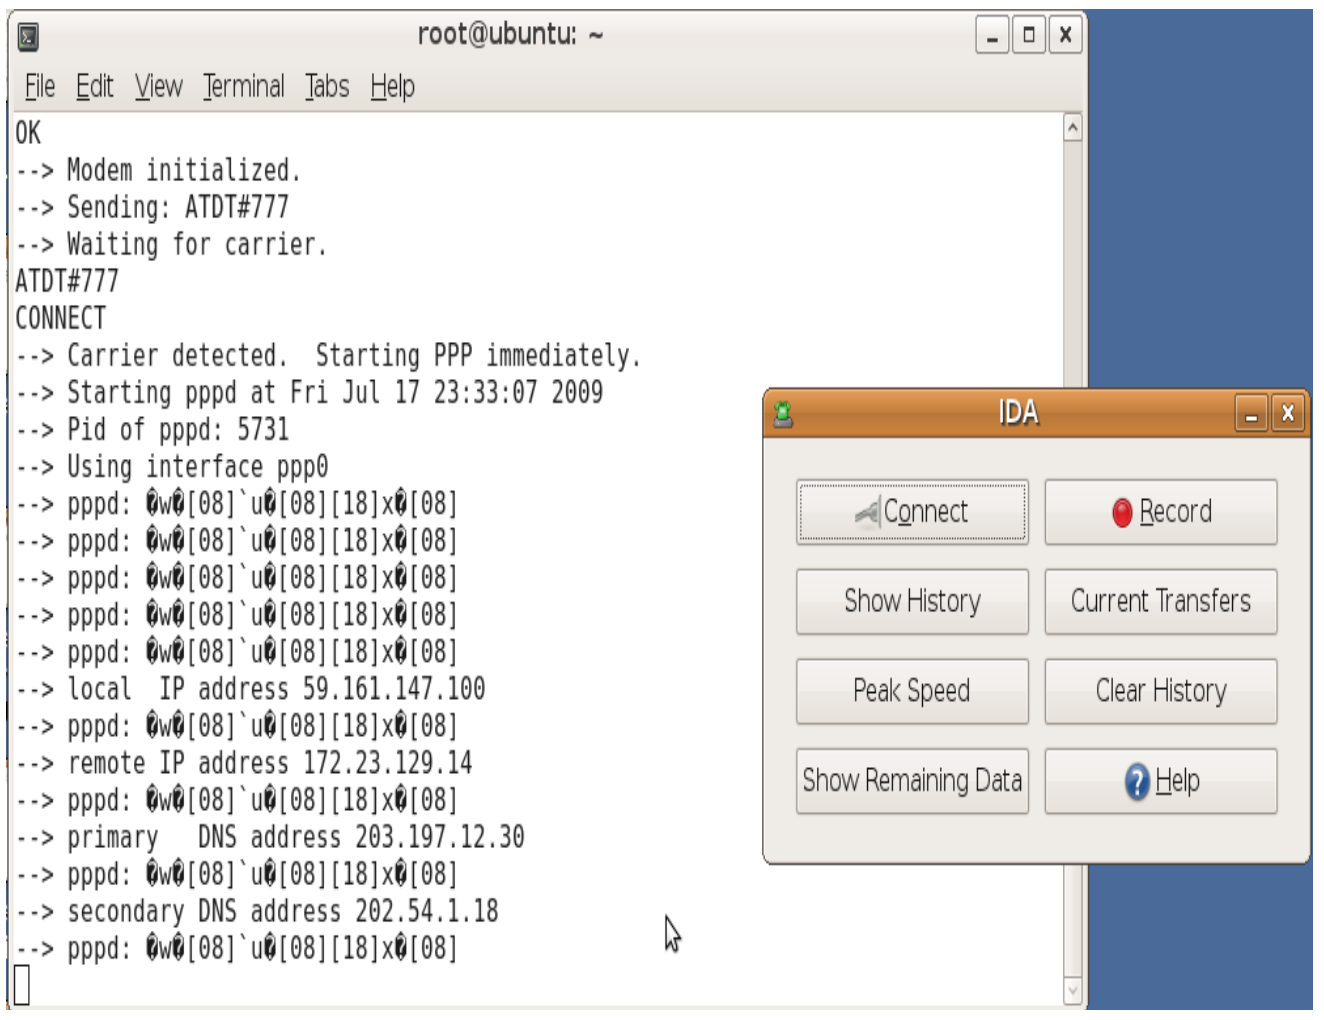 root@ubuntu: ~
File Edit View Terminal Tabs Help
OK
--> Modem initialized.
--> Sending: ATDT#777
--> Waiting for carrier.
ATDT#777
CONNECT
--> Carrier detected.  Starting PPP immediately.
--> Starting pppd at Fri Jul 17 23:33:07 2009
--> Pid of pppd: 5731
--> Using interface ppp0
--> pppd: �w�[08]`u�[08][18]x�[08]
--> pppd: �w�[08]`u�[08][18]x�[08]
--> pppd: �w�[08]`u�[08][18]x�[08]
--> pppd: �w�[08]`u�[08][18]x�[08]
--> pppd: �w�[08]`u�[08][18]x�[08]
--> local  IP address 59.161.147.100
--> pppd: �w�[08]`u�[08][18]x�[08]
--> remote IP address 172.23.129.14
--> pppd: �w�[08]`u�[08][18]x�[08]
--> primary   DNS address 203.197.12.30
--> pppd: �w�[08]`u�[08][18]x�[08]
--> secondary DNS address 202.54.1.18
--> pppd: �w�[08]`u�[08][18]x�[08]
IDA
Connect
Record
Show History
Current Transfers
Peak Speed
Clear History
Show Remaining Data
Help